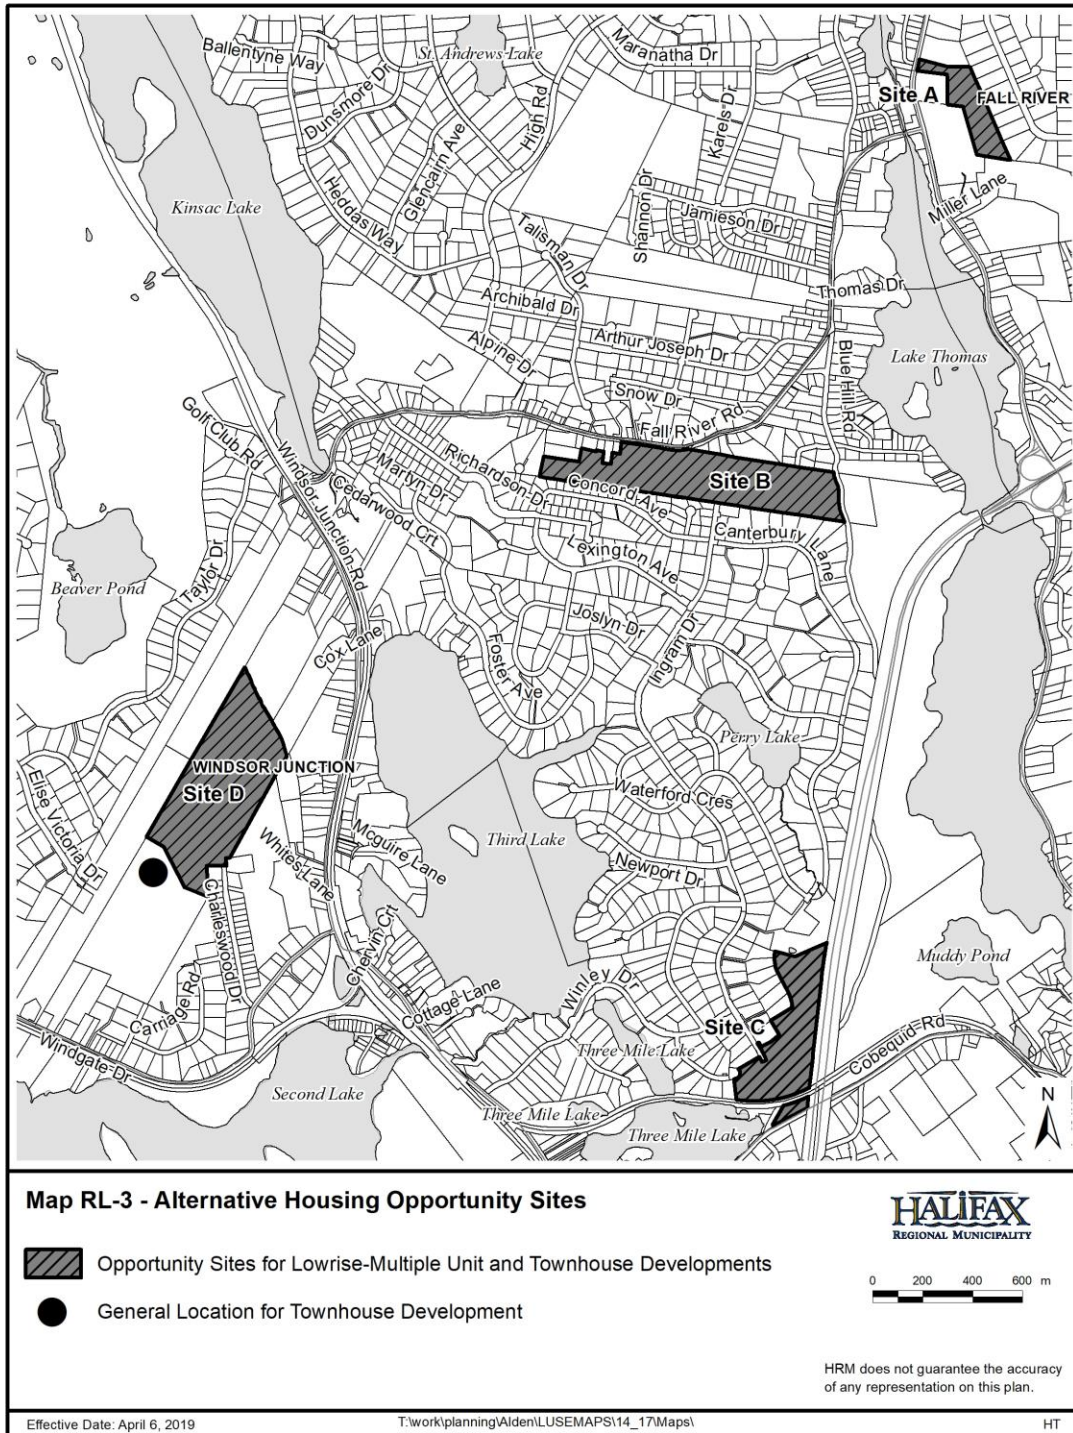 Ballentyne Way
St. Andrews Lake
Maranatha Dr
Dunsmore Dr
High Rd
Karels Dr
Site A
FALL RIVER
Glencairn Ave
Kinsac Lake
Heddas Way
Shannon Dr
Jamieson Dr
Miller Lane
Talisman Dr
Thomas Dr
Archibald Dr
Arthur Joseph Dr
Alpine Dr
Blue Hill Rd
Lake Thomas
Snow Dr
Golf Club Rd
Fall River Rd
Windsor Junction Rd
Richardson Dr
Martyn Dr
Site B
Concord Ave
Cedarwood Crt
Canterbury Lane
Lexington Ave
Taylor Dr
Beaver Pond
Joslyn Dr
Cox Lane
Foster Ave
Ingram Dr
Perry Lake
WINDSOR JUNCTION
Site D
Elise Victoria Dr
Waterford Cres
Whites Lane
Mcguire Lane
Third Lake
Newport Dr
Charleswood Dr
Chervin Crt
Muddy Pond
Carriage Rd
Cottage Lane
Winley Dr
Site C
Three Mile Lake
Cobequid Rd
Windgate Dr
Second Lake
Three Mile Lake
Three Mile Lake
N
Map RL-3 - Alternative Housing Opportunity Sites
HALIFAX
REGIONAL MUNICIPALITY
Opportunity Sites for Lowrise-Multiple Unit and Townhouse Developments
0 200 400 600 m
General Location for Townhouse Development
HRM does not guarantee the accuracy
of any representation on this plan.
Effective Date: April 6, 2019
T:\work\planning\Alden\LUSEMAPS\14_17\Maps\
HT